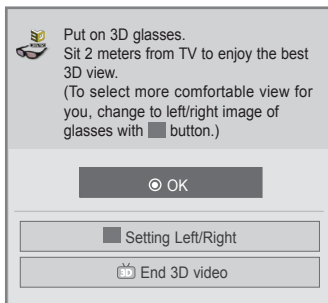 Put on 3D glasses.
Sit 2 meters from TV to enjoy the best
3D view.
(To select more comfortable view for
you, change to left/right image of
glasses with button.)
OK
Setting Left/Right
3D End 3D video